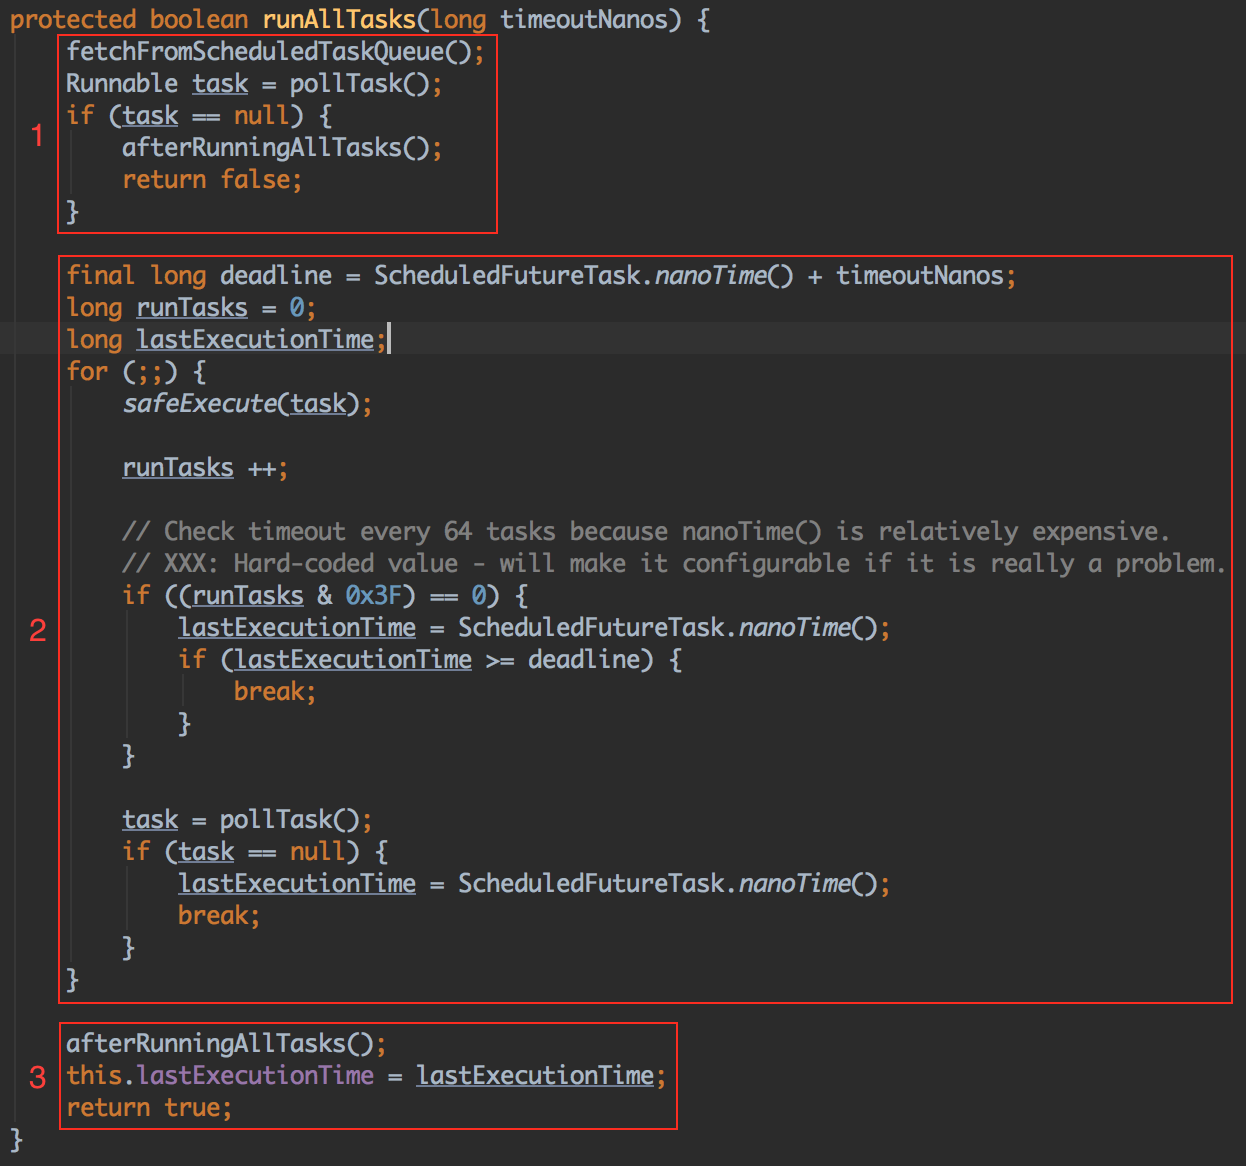 protected boolean runAllTasks(long timeoutNanos) {
fetchFromScheduledTaskQueue();
Runnable task = pollTask();
if (task == null) {
1
afterRunningAllTasks();
return false;
}
final long deadline = ScheduledFutureTask.nanoTime() + timeoutNanos;
long runTasks = 0;
long lastExecutionTime;
for (;;) {
safeExecute(task);
runTasks ++;
// Check timeout every 64 tasks because nanoTime() is relatively expensive.
// XXX: Hard-coded value - will make it configurable if it is really a problem.
if ((runTasks & 0x3F) == 0) {
2
lastExecutionTime = ScheduledFutureTask.nanoTime();
if (lastExecutionTime >= deadline) {
break;
}
}
task = pollTask();
if (task == null) {
lastExecutionTime = ScheduledFutureTask.nanoTime();
break;
}
}
afterRunningAllTasks();
3
this.lastExecutionTime = lastExecutionTime;
return true;
}